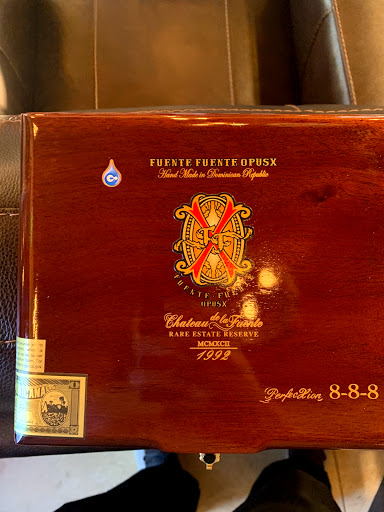 FUENTE FUENTE OPUSX
Hand Made in Dominican Republic
FUENTE FUENTE
OPUSX
Chateau de la Fuente
RARE ESTATE RESERVE
MCMXCII
1992
PerfecXion 8-8-8